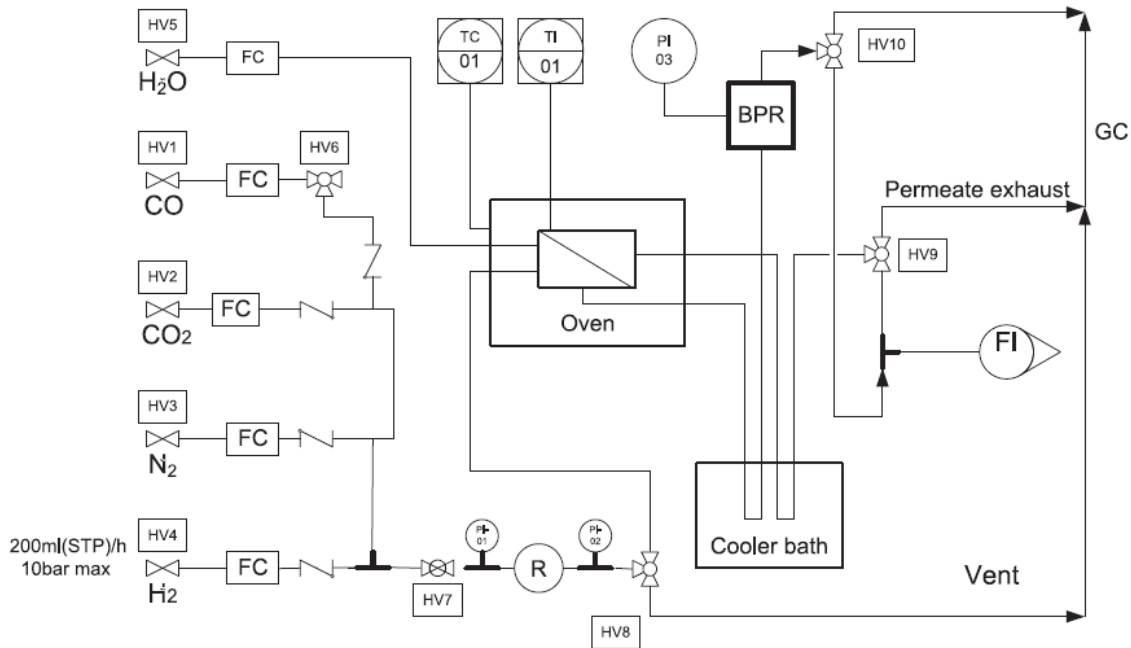 HV5
FC
H₂O
HV1
FC
HV6
CO
HV2
FC
CO₂
HV3
FC
N₂
200ml(STP)/h
10bar max
HV4
FC
H₂
HV7
PI-
01
R
PI-
02
HV8
TC
01
TI
01
PI
03
BPR
HV10
GC
Permeate exhaust
HV9
Oven
FI
Cooler bath
Vent